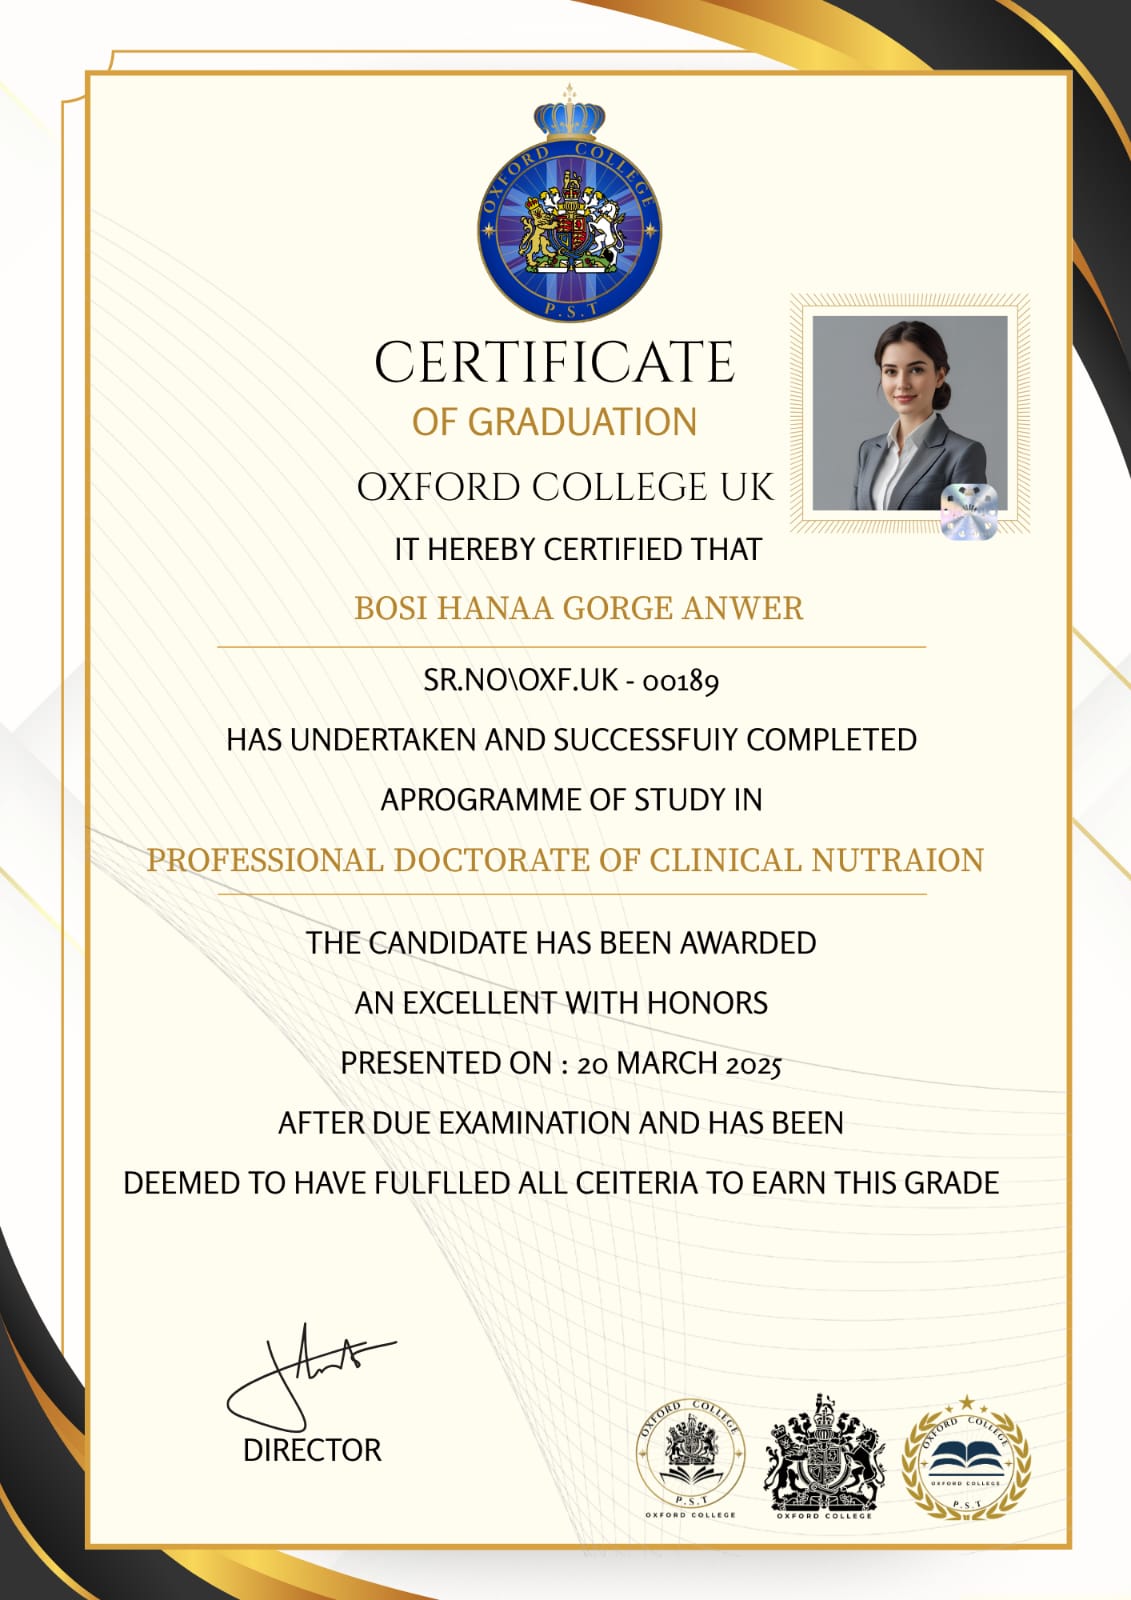 OXFORD COLLEGE
P.S.T
CERTIFICATE
OF GRADUATION
OXFORD COLLEGE UK
IT HEREBY CERTIFIED THAT
BOSI HANAA GORGE ANWER
SR.NO\OXF.UK - 00189
HAS UNDERTAKEN AND SUCCESSFUIY COMPLETED
APROGRAMME OF STUDY IN
PROFESSIONAL DOCTORATE OF CLINICAL NUTRAION
THE CANDIDATE HAS BEEN AWARDED
AN EXCELLENT WITH HONORS
PRESENTED ON : 20 MARCH 2025
AFTER DUE EXAMINATION AND HAS BEEN
DEEMED TO HAVE FULFLLED ALL CEITERIA TO EARN THIS GRADE
DIRECTOR
OXFORD COLLEGE
P.S.T
OXFORD COLLEGE
OXFORD COLLEGE
OXFORD COLLEGE
OXFORD COLLEGE
P.S.T